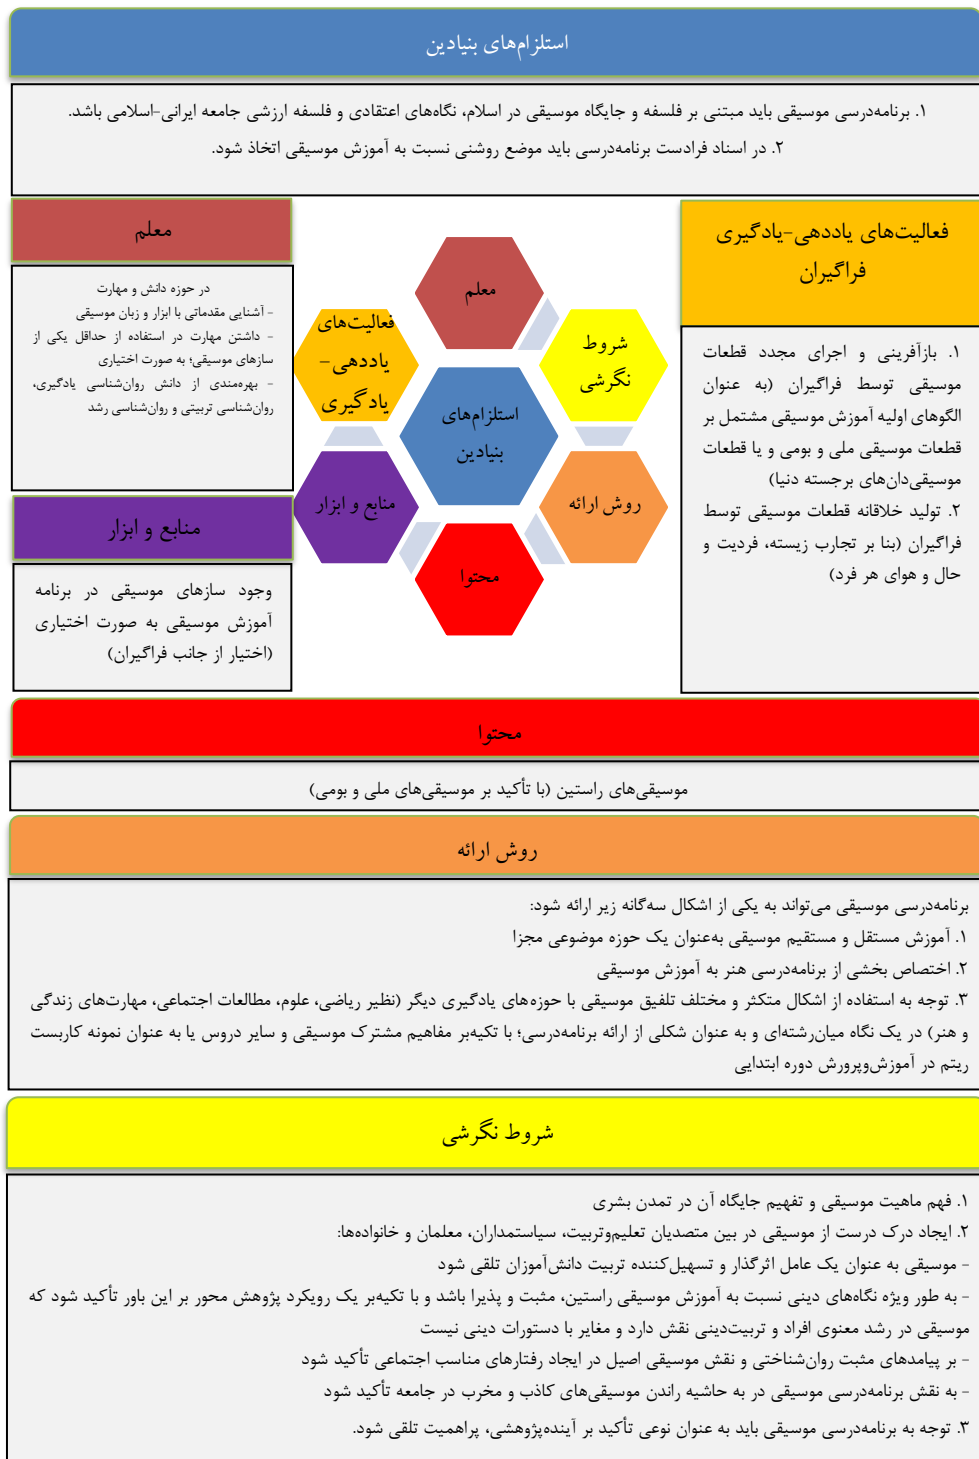 استلزام‌های بنیادین
۱. برنامه‌درسی موسیقی باید مبتنی بر فلسفه و جایگاه موسیقی در اسلام، نگاه‌های اعتقادی و فلسفه ارزشی جامعه ایرانی-اسلامی باشد.
۲. در اسناد فرادست برنامه‌درسی باید موضع روشنی نسبت به آموزش موسیقی اتخاذ شود.
فعالیت‌های یاددهی-یادگیری
فراگیران
۱. بازآفرینی و اجرای مجدد قطعات
موسیقی توسط فراگیران (به عنوان
الگوهای اولیه آموزش موسیقی مشتمل بر
قطعات موسیقی ملی و بومی و یا قطعات
موسیقی‌دان‌های برجسته دنیا)
۲. تولید خلاقانه قطعات موسیقی توسط
فراگیران (بنا بر تجارب زیسته، فردیت و
حال و هوای هر فرد)
معلم
شروط
نگرشی
روش ارائه
محتوا
منابع و ابزار
فعالیت‌های
یاددهی-
یادگیری
استلزام‌های
بنیادین
معلم
در حوزه دانش و مهارت
- آشنایی مقدماتی با ابزار و زبان موسیقی
- داشتن مهارت در استفاده از حداقل یکی از
سازهای موسیقی؛ به صورت اختیاری
- بهره‌مندی از دانش روان‌شناسی یادگیری،
روان‌شناسی تربیتی و روان‌شناسی رشد
منابع و ابزار
وجود سازهای موسیقی در برنامه
آموزش موسیقی به صورت اختیاری
(اختیار از جانب فراگیران)
محتوا
موسیقی‌های راستین (با تأکید بر موسیقی‌های ملی و بومی)
روش ارائه
برنامه‌درسی موسیقی می‌تواند به یکی از اشکال سه‌گانه زیر ارائه شود:
۱. آموزش مستقل و مستقیم موسیقی به‌عنوان یک حوزه موضوعی مجزا
۲. اختصاص بخشی از برنامه‌درسی هنر به آموزش موسیقی
۳. توجه به استفاده از اشکال متکثر و مختلف تلفیق موسیقی با حوزه‌های یادگیری دیگر (نظیر ریاضی، علوم، مطالعات اجتماعی، مهارت‌های زندگی
و هنر) در یک نگاه میان‌رشته‌ای و به عنوان شکلی از ارائه برنامه‌درسی؛ با تکیه‌بر مفاهیم مشترک موسیقی و سایر دروس یا به عنوان نمونه کاربست
ریتم در آموزش‌وپرورش دوره ابتدایی
شروط نگرشی
۱. فهم ماهیت موسیقی و تفهیم جایگاه آن در تمدن بشری
۲. ایجاد درک درست از موسیقی در بین متصدیان تعلیم‌وتربیت، سیاستمداران، معلمان و خانواده‌ها:
- موسیقی به عنوان یک عامل اثرگذار و تسهیل‌کننده تربیت دانش‌آموزان تلقی شود
- به طور ویژه نگاه‌های دینی نسبت به آموزش موسیقی راستین، مثبت و پذیرا باشد و با تکیه‌بر یک رویکرد پژوهش محور بر این باور تأکید شود که
موسیقی در رشد معنوی افراد و تربیت‌دینی نقش دارد و مغایر با دستورات دینی نیست
- بر پیامدهای مثبت روان‌شناختی و نقش موسیقی اصیل در ایجاد رفتارهای مناسب اجتماعی تأکید شود
- به نقش برنامه‌درسی موسیقی در به حاشیه راندن موسیقی‌های کاذب و مخرب در جامعه تأکید شود
۳. توجه به برنامه‌درسی موسیقی باید به عنوان نوعی تأکید بر آینده‌پژوهشی، پراهمیت تلقی شود.